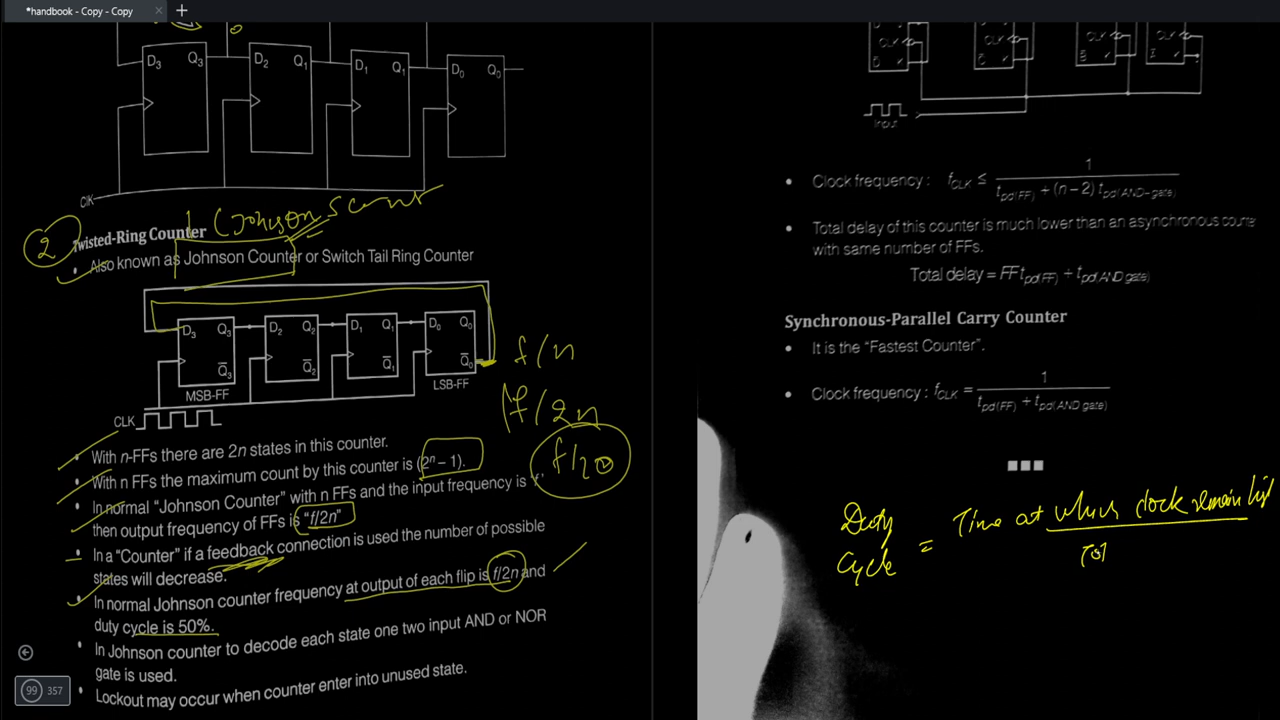 *handbook - Copy - Copy
D3 Q3 D2 Q1 D1 Q1 D0 Q0
Clk
2
(Johnson's
Twisted-Ring Counter
Also known as Johnson Counter or Switch Tail Ring Counter
D3 Q3 D2 Q2 D1 Q1 D0 Q0
Q̅3 Q̅2 Q̅1 Q̅0
MSB-FF LSB-FF
CLK
f/n
f/2n
f/20
With n-FFs there are 2n states in this counter.
With n FFs the maximum count by this counter is (2ⁿ – 1).
In normal "Johnson Counter" with n FFs and the input frequency is 'f'
then output frequency of FFs is "f/2n"
In a "Counter" if a feedback connection is used the number of possible
states will decrease.
In normal Johnson counter frequency at output of each flip is f/2n and
duty cycle is 50%.
In Johnson counter to decode each state one two input AND or NOR
gate is used.
Lockout may occur when counter enter into unused state.
99 357
CLK CLK CLK CLK
Input
Clock frequency : fCLK ≤ 1 / tpd(FF) + (n – 2) tpd(AND-gate)
Total delay of this counter is much lower than an asynchronous counte
with same number of FFs.
Total delay = FFtpd(FF) + tpd(AND gate)
Synchronous-Parallel Carry Counter
It is the "Fastest Counter".
Clock frequency : fCLK = 1 / tpd(FF) + tpd(AND gate)
Duty Cycle = Time at which clock remain high